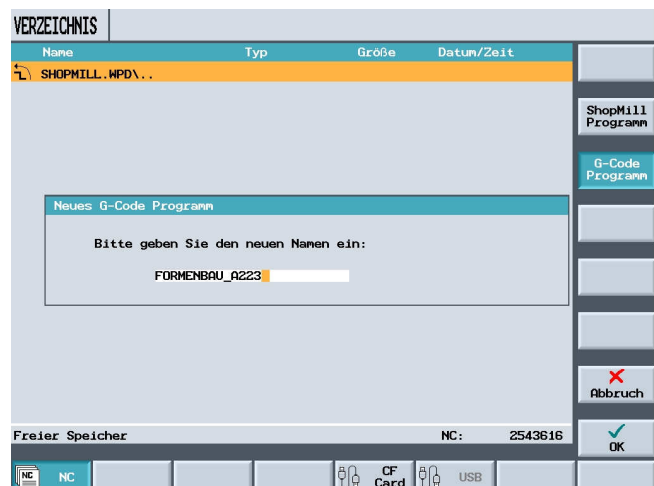 VERZEICHNIS
Name Typ Größe Datum/Zeit
SHOPMILL.WPD\..
ShopMill
Programm
G-Code
Programm
Neues G-Code Programm
Bitte geben Sie den neuen Namen ein:
FORMENBAU_A223
Abbruch
Freier Speicher NC: 2543616
OK
NC NC CF Card USB